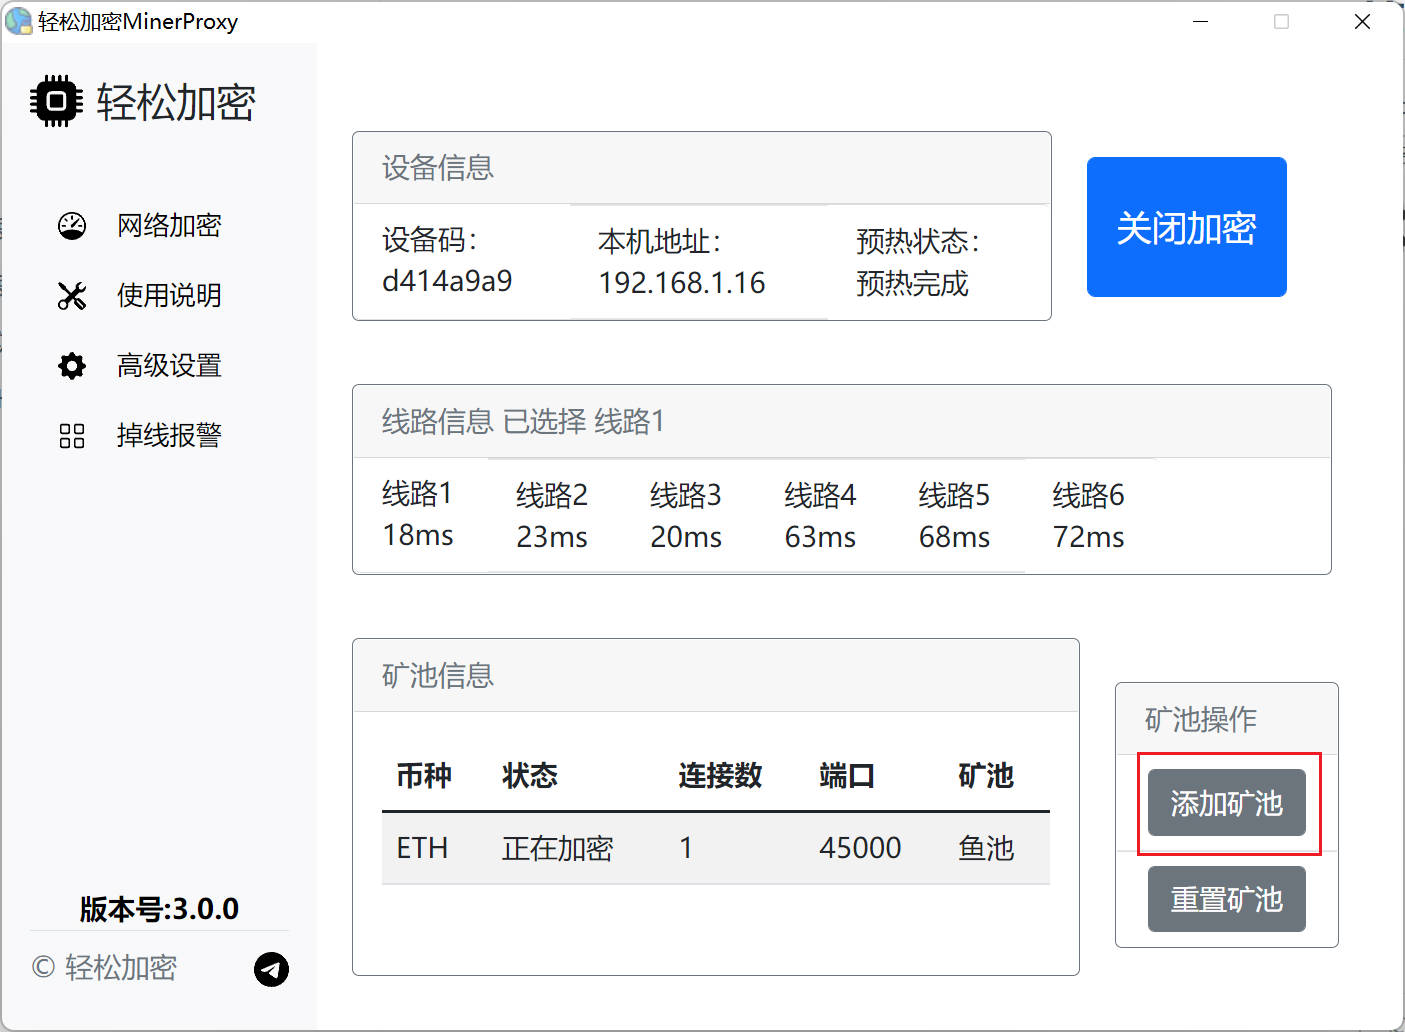 轻松加密MinerProxy
轻松加密
网络加密
使用说明
高级设置
掉线报警
版本号:3.0.0
© 轻松加密
设备信息
设备码：
d414a9a9
本机地址：
192.168.1.16
预热状态：
预热完成
关闭加密
线路信息 已选择 线路1
线路1 线路2 线路3 线路4 线路5 线路6
18ms 23ms 20ms 63ms 68ms 72ms
矿池信息
币种 状态 连接数 端口 矿池
ETH 正在加密 1 45000 鱼池
矿池操作
添加矿池
重置矿池